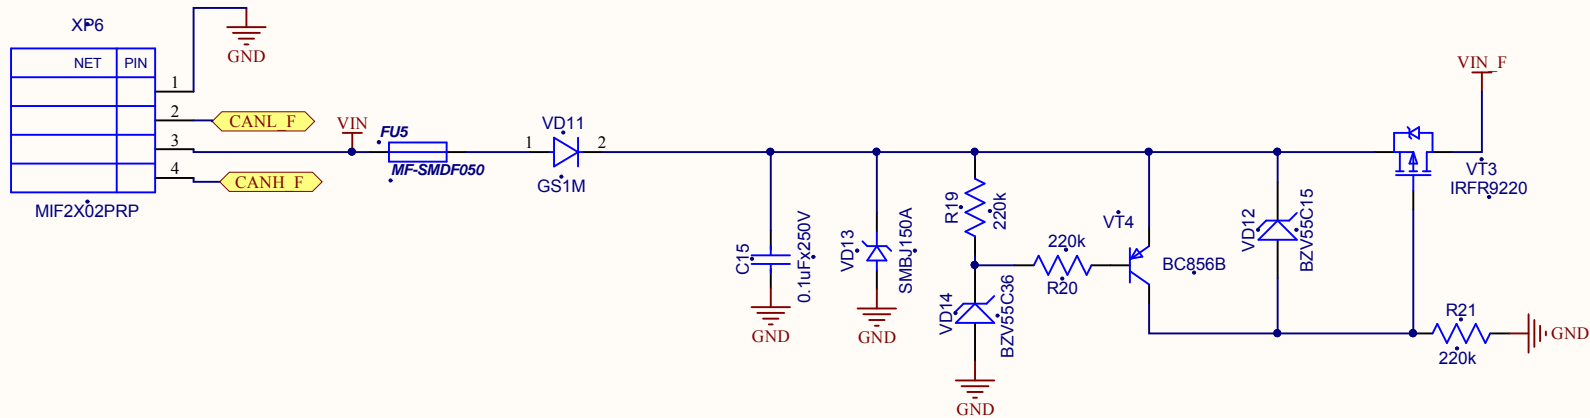 XP6
NET PIN
1
2
3
4
MIF2X02PRP
GND
CANL_F
CANH_F
VIN
FU5
MF-SMDF050
VD11
1
2
GS1M
C15
0.1uFx250V
GND
VD13
SMBJ150A
GND
R19
220k
VD14
BZV55C36
GND
220k
R20
VT4
BC856B
VD12
BZV55C15
VIN_F
VT3
IRFR9220
R21
220k
GND